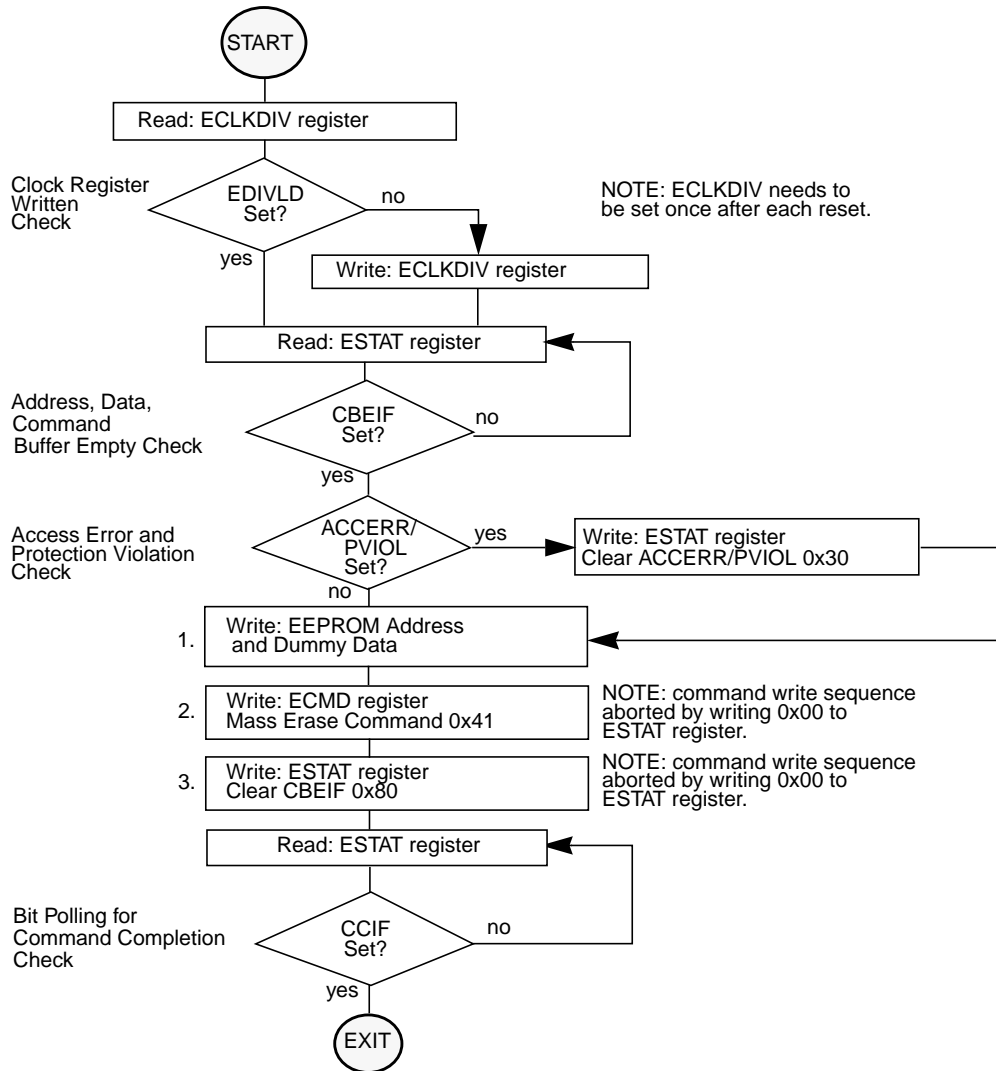 START
Read: ECLKDIV register
Clock Register
Written
Check
EDIVLD
Set?
no
yes
NOTE: ECLKDIV needs to
be set once after each reset.
Write: ECLKDIV register
Read: ESTAT register
Address, Data,
Command
Buffer Empty Check
CBEIF
Set?
no
yes
Access Error and
Protection Violation
Check
ACCERR/
PVIOL
Set?
yes
no
Write: ESTAT register
Clear ACCERR/PVIOL 0x30
1.
Write: EEPROM Address
and Dummy Data
2.
Write: ECMD register
Mass Erase Command 0x41
NOTE: command write sequence
aborted by writing 0x00 to
ESTAT register.
3.
Write: ESTAT register
Clear CBEIF 0x80
NOTE: command write sequence
aborted by writing 0x00 to
ESTAT register.
Read: ESTAT register
Bit Polling for
Command Completion
Check
CCIF
Set?
no
yes
EXIT